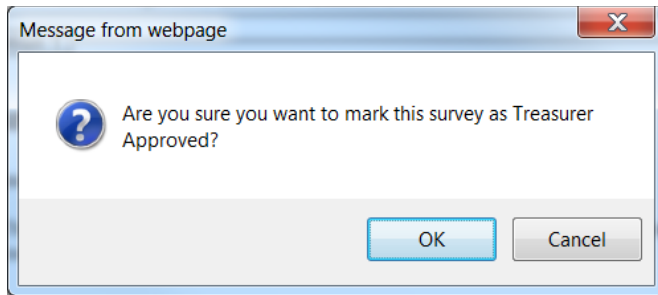 Message from webpage
X
Are you sure you want to mark this survey as Treasurer
Approved?
OK
Cancel